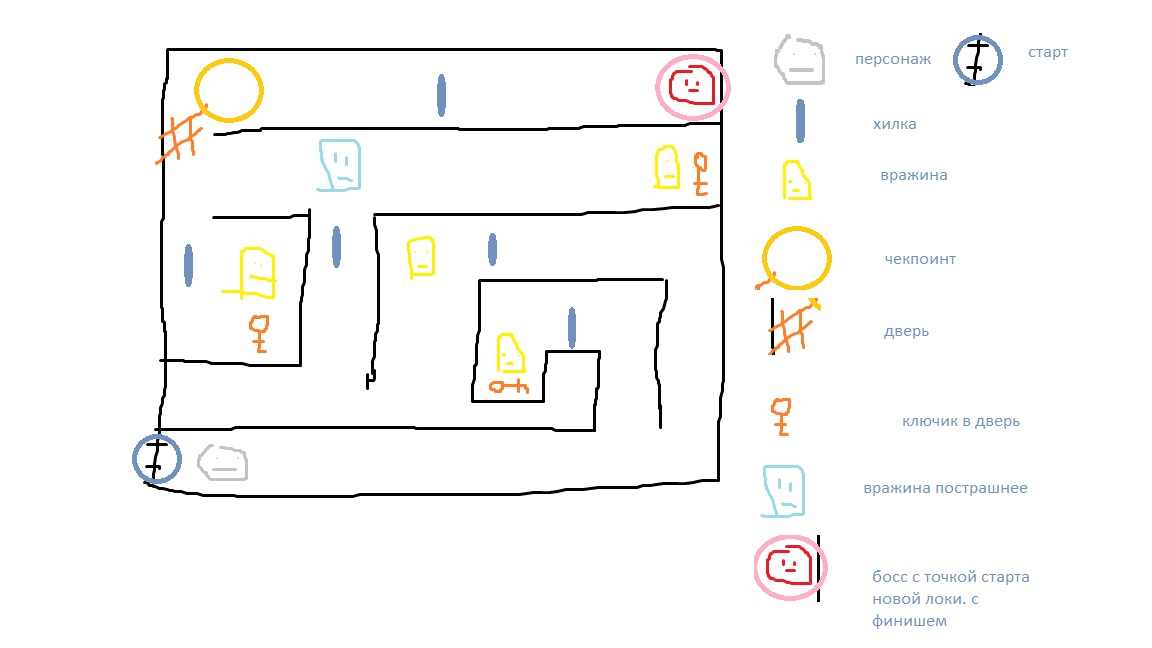 персонаж
старт
хилка
вражина
чекпоинт
дверь
ключик в дверь
вражина пострашнее
босс с точкой старта
новой локи. с
финишем